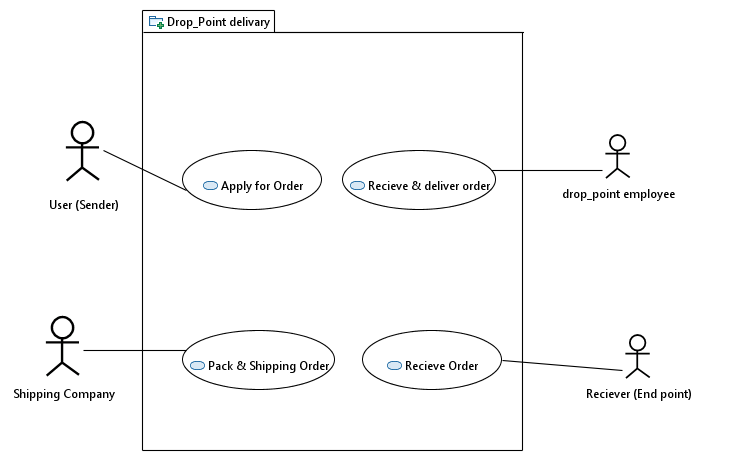 Drop_Point delivary
Apply for Order
Recieve & deliver order
User (Sender)
drop_point employee
Pack & Shipping Order
Recieve Order
Shipping Company
Reciever (End point)